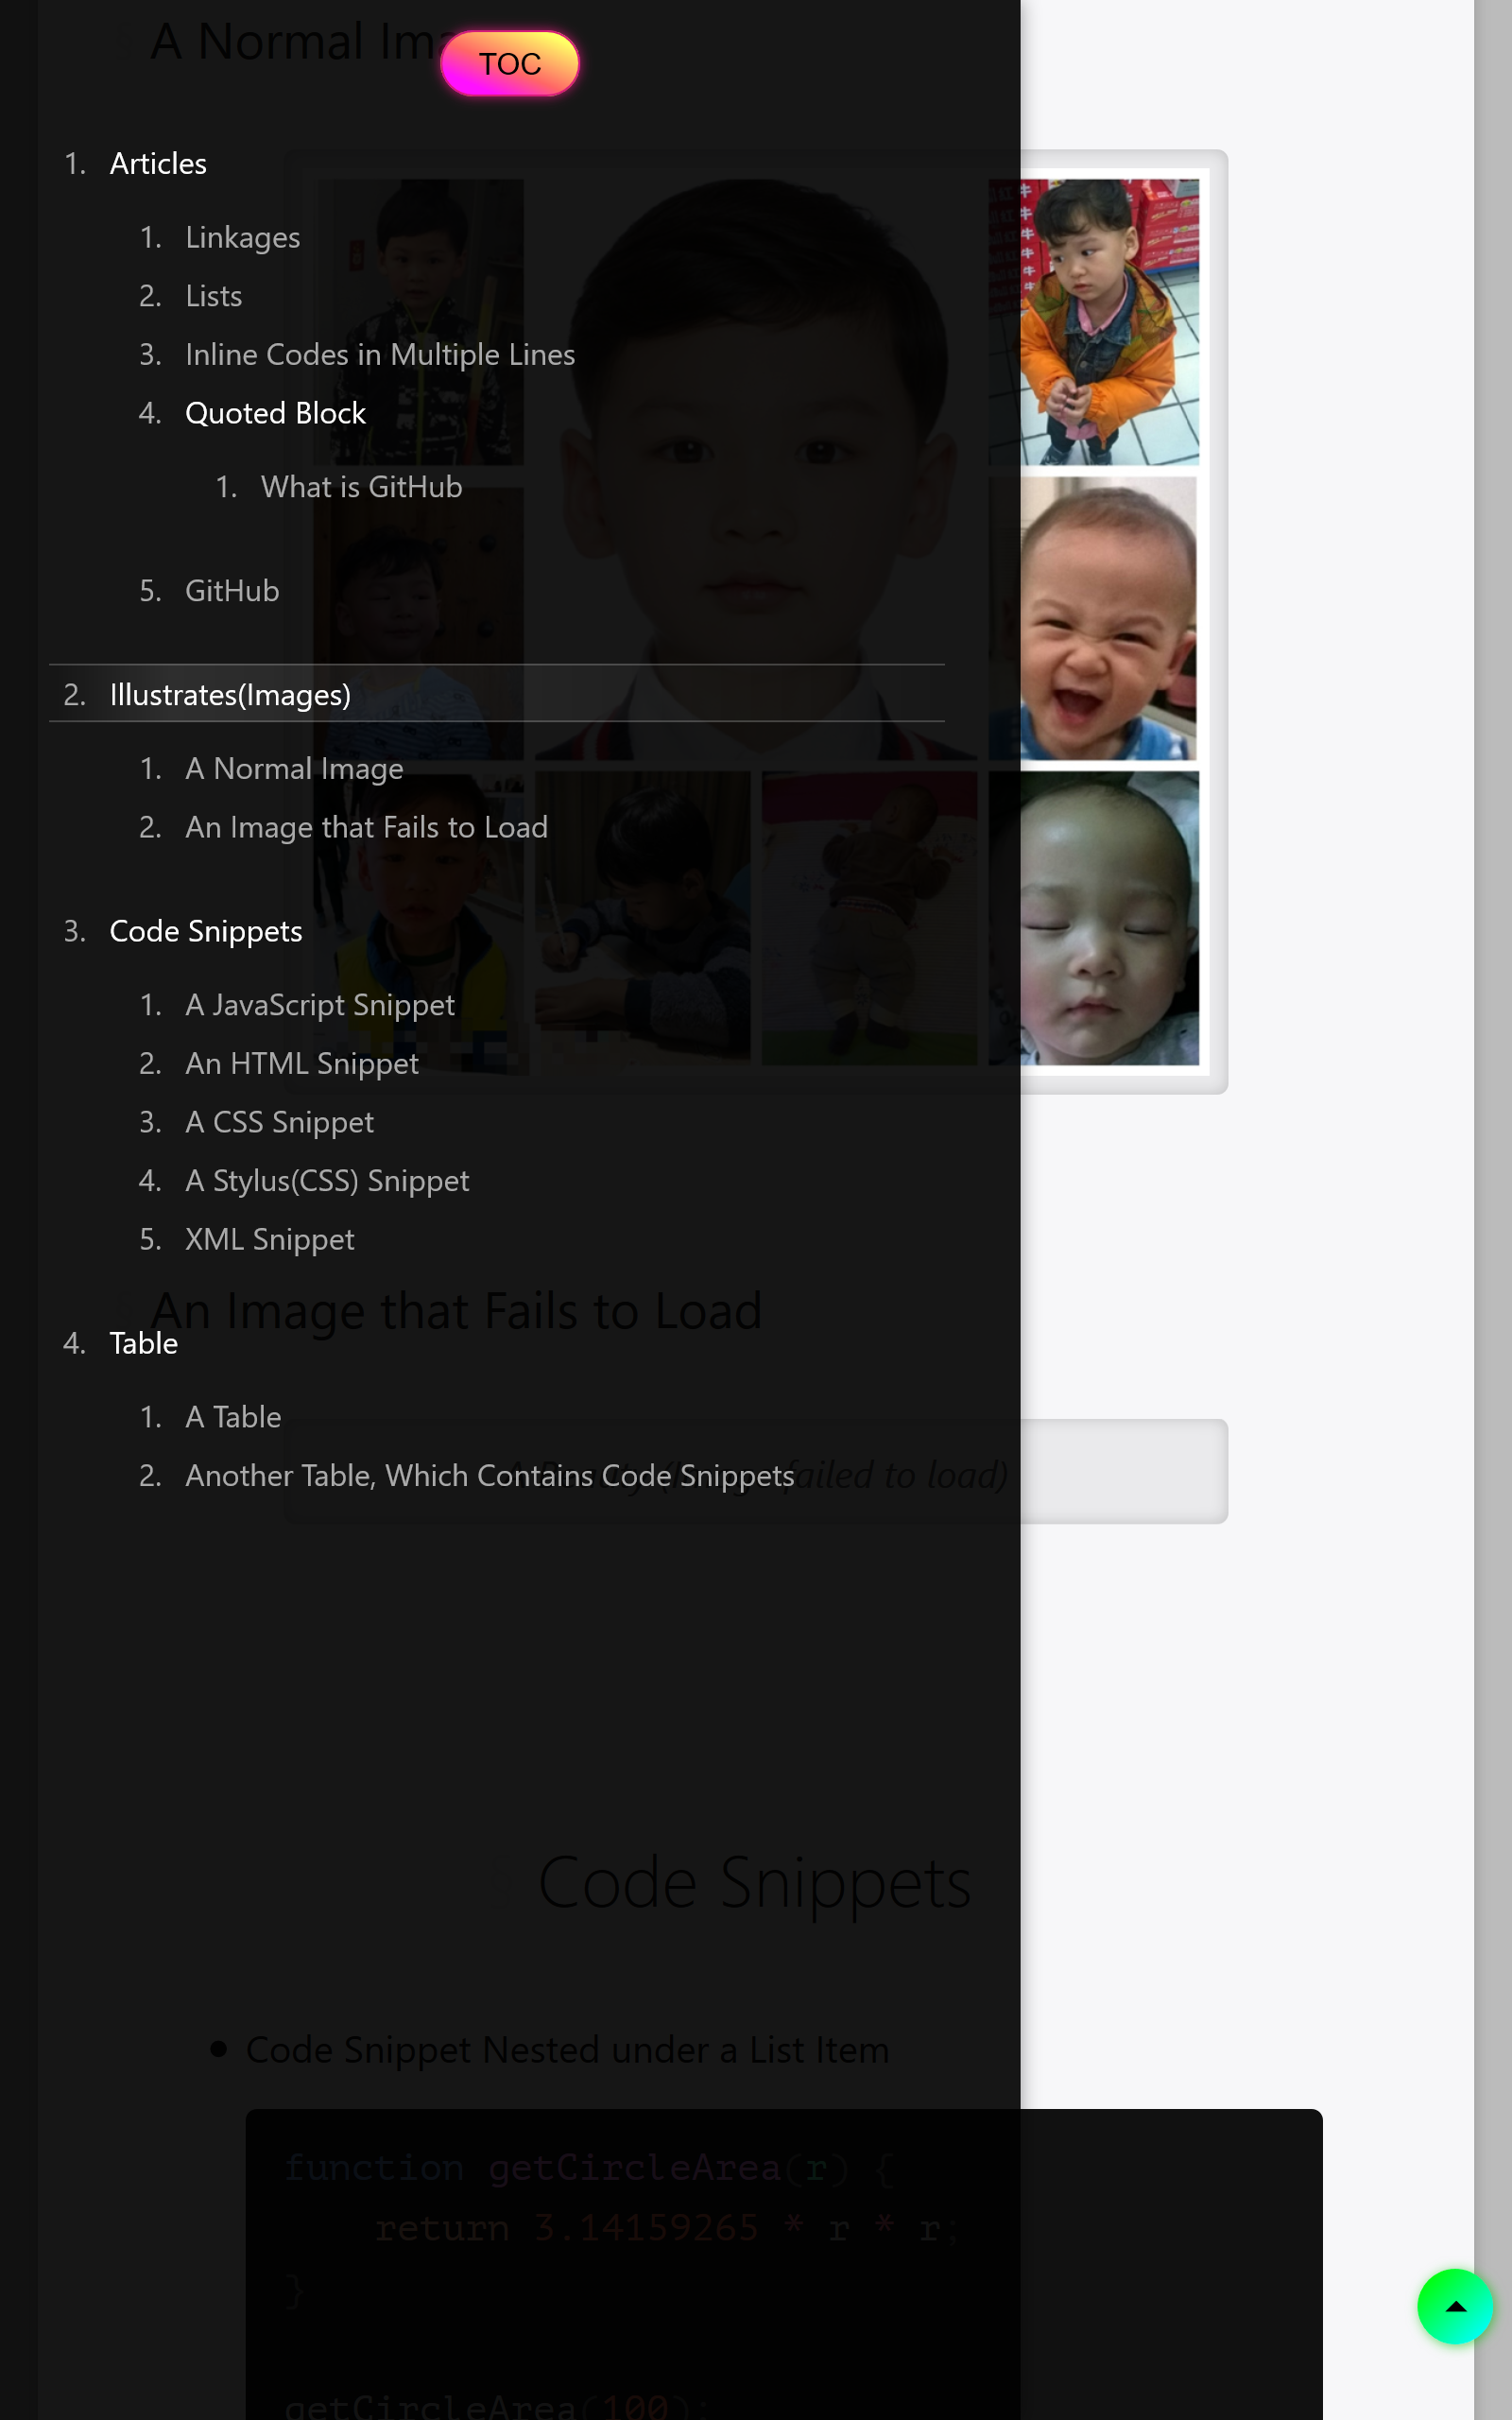 A Normal Ima
TOC
1. Articles
1. Linkages
2. Lists
3. Inline Codes in Multiple Lines
4. Quoted Block
1. What is GitHub
5. GitHub
2. Illustrates(Images)
1. A Normal Image
2. An Image that Fails to Load
3. Code Snippets
1. A JavaScript Snippet
2. An HTML Snippet
3. A CSS Snippet
4. A Stylus(CSS) Snippet
5. XML Snippet
An Image that Fails to Load
4. Table
1. A Table
2. Another Table, Which Contains Code Snippets
failed to load)
Code Snippets
• Code Snippet Nested under a List Item
function getCircleArea(r) {
return 3.14159265 * r * r;
}
getCircleArea(100);